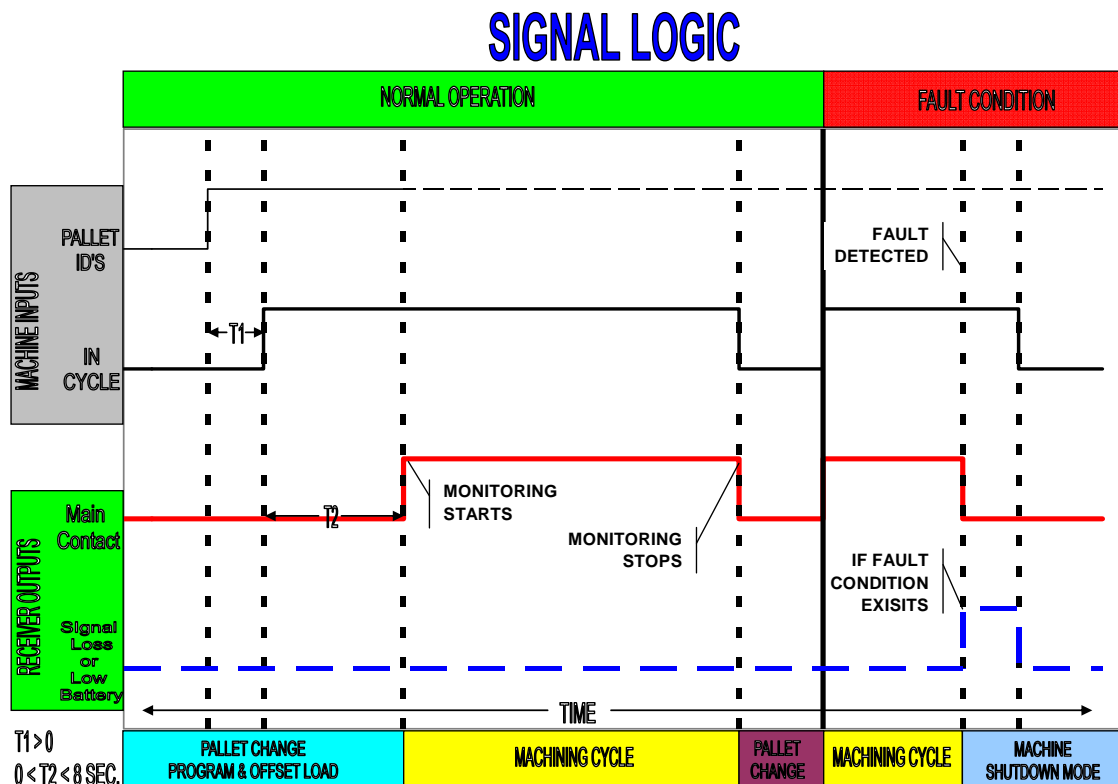 SIGNAL LOGIC
NORMAL OPERATION
FAULT CONDITION
MACHINE INPUTS
PALLET
ID'S
FAULT
DETECTED
T1
IN
CYCLE
RECEIVER OUTPUTS
Main
Contact
T2
MONITORING
STARTS
MONITORING
STOPS
IF FAULT
CONDITION
EXISITS
Signal
Loss
or
Low
Battery
TIME
T1 > 0
0 < T2 < 8 SEC.
PALLET CHANGE
PROGRAM & OFFSET LOAD
MACHINING CYCLE
PALLET
CHANGE
MACHINING CYCLE
MACHINE
SHUTDOWN MODE